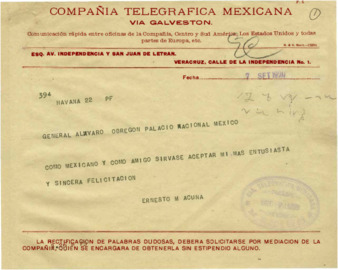 COMPAÑIA TELEGRAFICA MEXICANA
VIA GALVESTON.
Comunicación rápida entre oficinas de la Compañía, Centro y Sud América, Los Estados Unidos y todas
partes de Europa, etc.
ESQ. AV. INDEPENDENCIA Y SAN JUAN DE LETRAN.
VERACRUZ, CALLE DE LA INDEPENDENCIA No. 1.
Fecha
394
HAVANA 22 PF
GENERAL ALVARO OBREGON PALACIO NACIONAL MEXICO
COMO MEXICANO Y COMO AMIGO SIRVASE ACEPTAR MI MAS ENTUSIASTA
Y SINCERA FELICITACION
ERNESTO M ACUNA
LA RECTIFICACION DE PALABRAS DUDOSAS, DEBERA SOLICITARSE POR MEDIACION DE LA
COMPAÑIA, QUIEN SE ENCARGARA DE OBTENERLA SIN ESTIPENDIO ALGUNO.